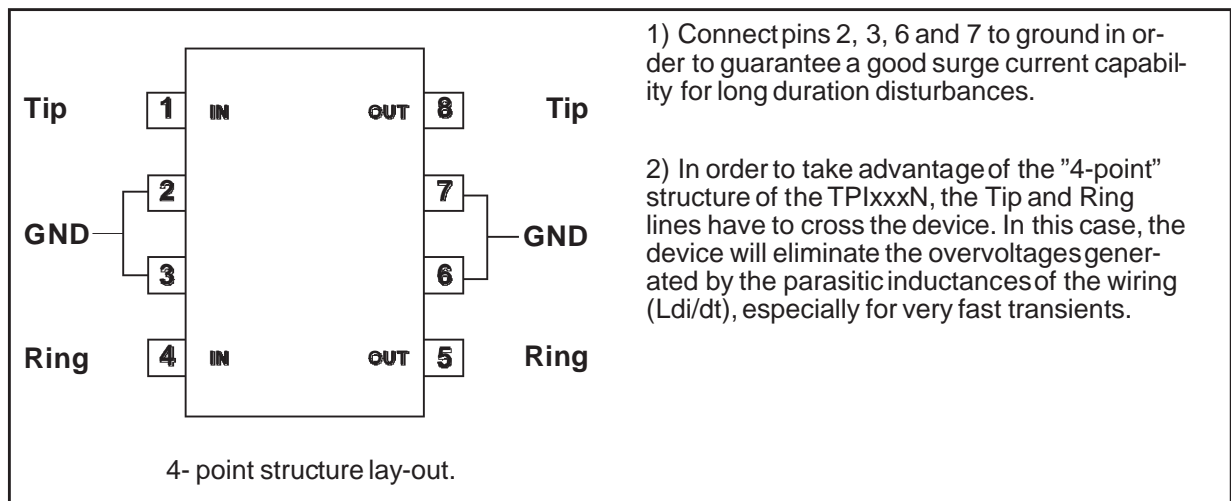 Tip 1 IN OUT 8 Tip
2 7
GND GND
3 6
Ring 4 IN OUT 5 Ring
4- point structure lay-out.
1) Connect pins 2, 3, 6 and 7 to ground in or-
der to guarantee a good surge current capabil-
ity for long duration disturbances.
2) In order to take advantage of the ”4-point”
structure of the TPIxxxN, the Tip and Ring
lines have to cross the device. In this case, the
device will eliminate the overvoltages gener-
ated by the parasitic inductances of the wiring
(Ldi/dt), especially for very fast transients.